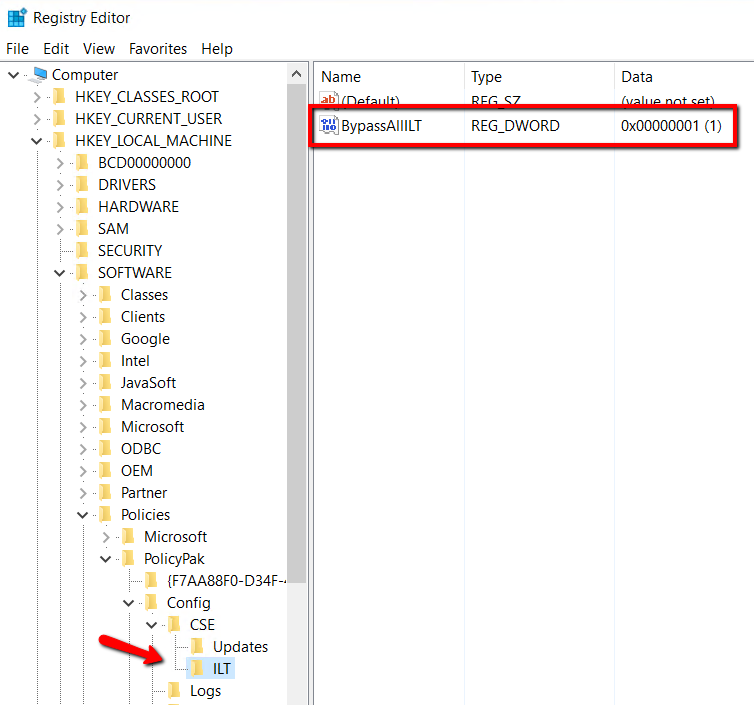 Registry Editor
File Edit View Favorites Help
Computer
HKEY_CLASSES_ROOT
HKEY_CURRENT_USER
HKEY_LOCAL_MACHINE
BCD00000000
DRIVERS
HARDWARE
SAM
SECURITY
SOFTWARE
Classes
Clients
Google
Intel
JavaSoft
Macromedia
Microsoft
ODBC
OEM
Partner
Policies
Microsoft
PolicyPak
{F7AA88F0-D34F-4
Config
CSE
Updates
ILT
Logs
Name Type Data
ab (Default) REG_SZ (value not set)
BypassAllILT REG_DWORD 0x00000001 (1)